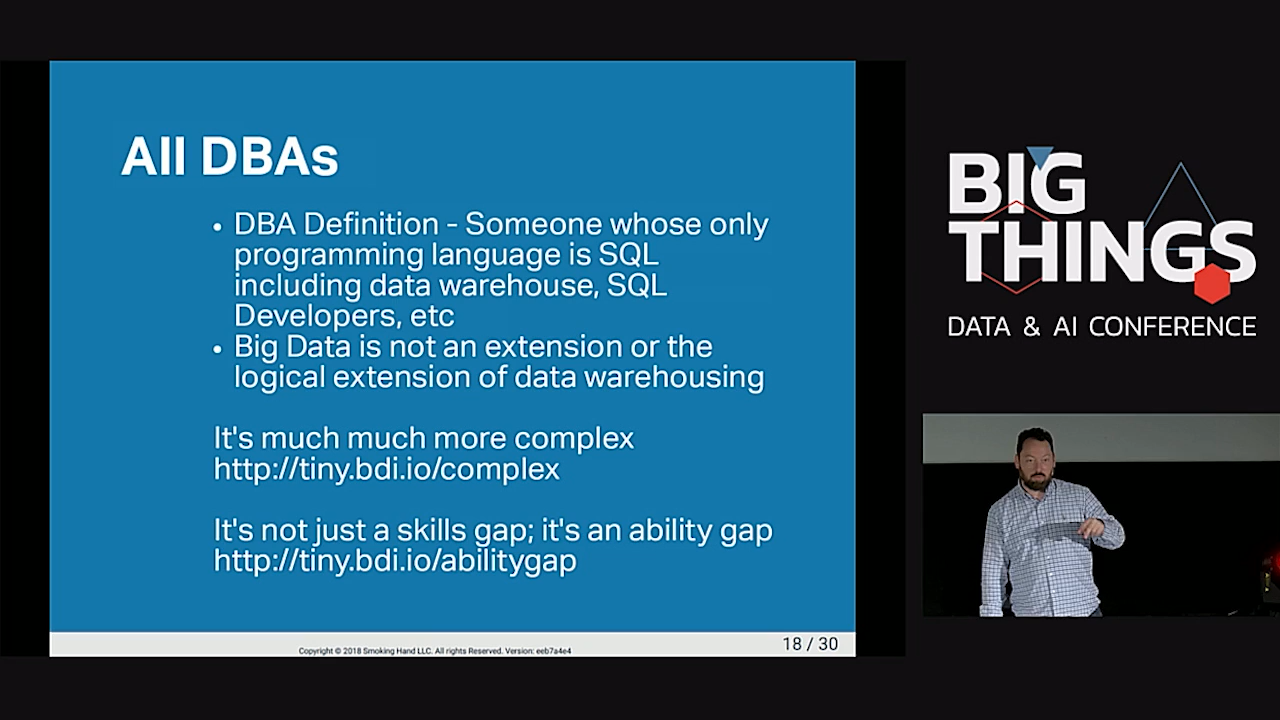 All DBAs
• DBA Definition - Someone whose only
programming language is SQL
including data warehouse, SQL
Developers, etc
• Big Data is not an extension or the
logical extension of data warehousing
It's much much more complex
http://tiny.bdi.io/complex
It's not just a skills gap; it's an ability gap
http://tiny.bdi.io/abilitygap
Copyright © 2018 Smoking Hand LLC. All rights Reserved. Version: eeb7a4e4
18 / 30
BIG
THINGS
DATA & AI CONFERENCE